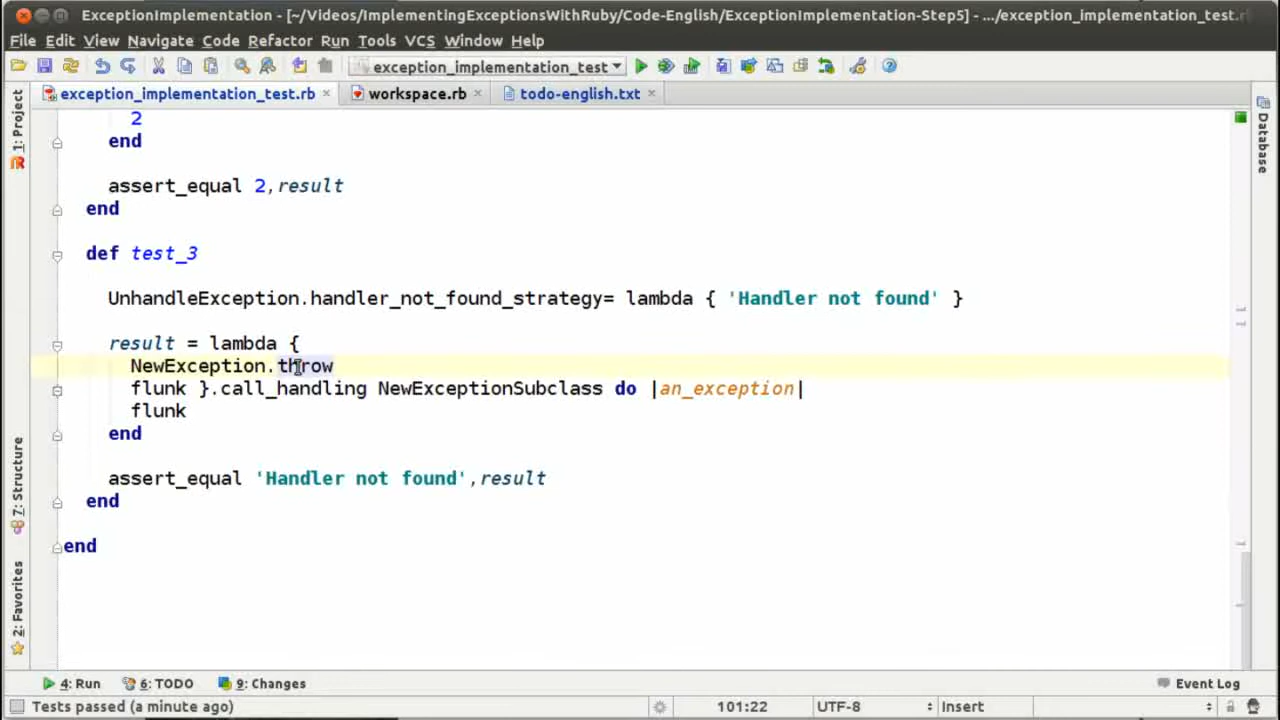 ExceptionImplementation - [~/Videos/ImplementingExceptionsWithRuby/Code-English/ExceptionImplementation-Step5] - .../exception_implementation_test.r
File Edit View Navigate Code Refactor Run Tools VCS Window Help
exception_implementation_test
exception_implementation_test.rb workspace.rb todo-english.txt
1: Project
7: Structure
2: Favorites
2
end
assert_equal 2,result
end
def test_3
UnhandleException.handler_not_found_strategy= lambda { 'Handler not found' }
result = lambda {
NewException.throw
flunk }.call_handling NewExceptionSubclass do |an_exception|
flunk
end
assert_equal 'Handler not found',result
end
end
Database
4: Run 6: TODO 9: Changes Event Log
Tests passed (a minute ago) 101:22 UTF-8 Insert